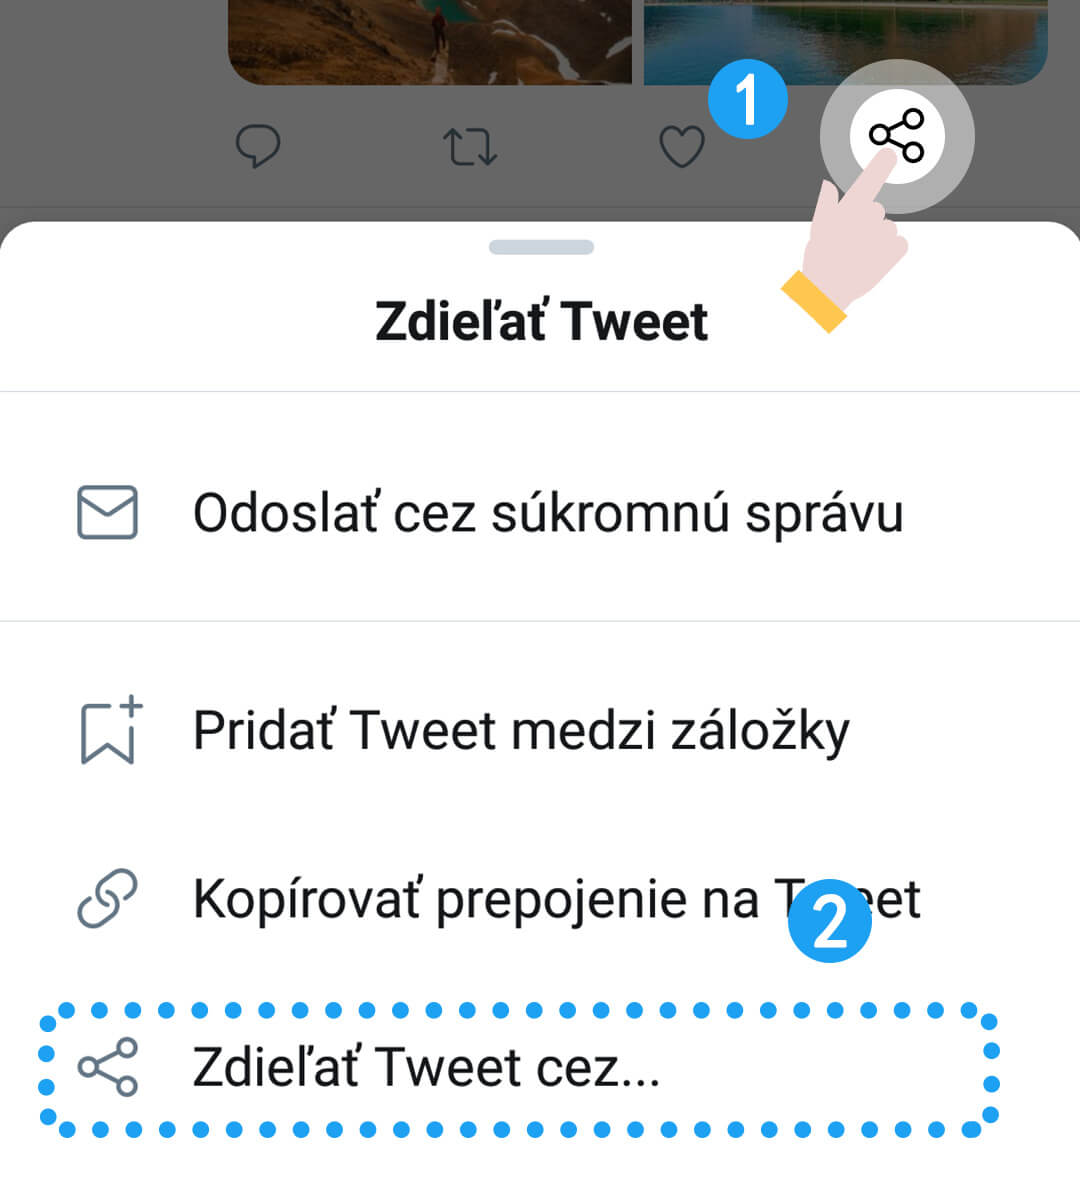 1
Zdieľať Tweet
Odoslať cez súkromnú správu
Pridať Tweet medzi záložky
Kopírovať prepojenie na Tweet
2
Zdieľať Tweet cez...